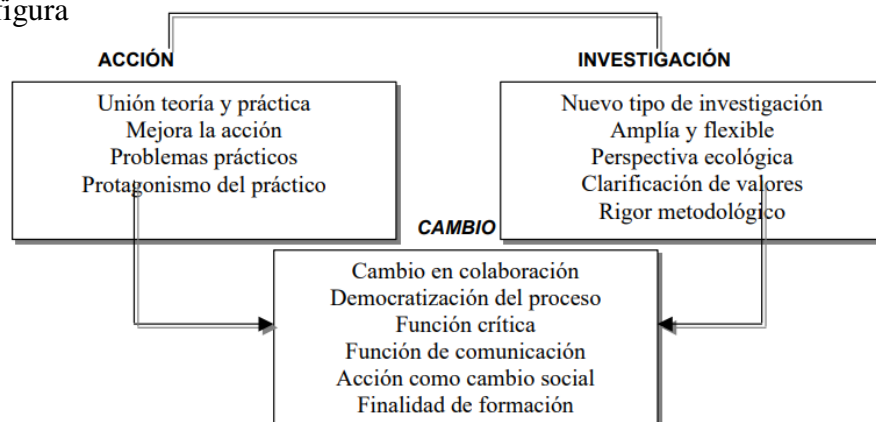 figura
ACCIÓN
Unión teoría y práctica
Mejora la acción
Problemas prácticos
Protagonismo del práctico
INVESTIGACIÓN
Nuevo tipo de investigación
Amplía y flexible
Perspectiva ecológica
Clarificación de valores
Rigor metodológico
CAMBIO
Cambio en colaboración
Democratización del proceso
Función crítica
Función de comunicación
Acción como cambio social
Finalidad de formación